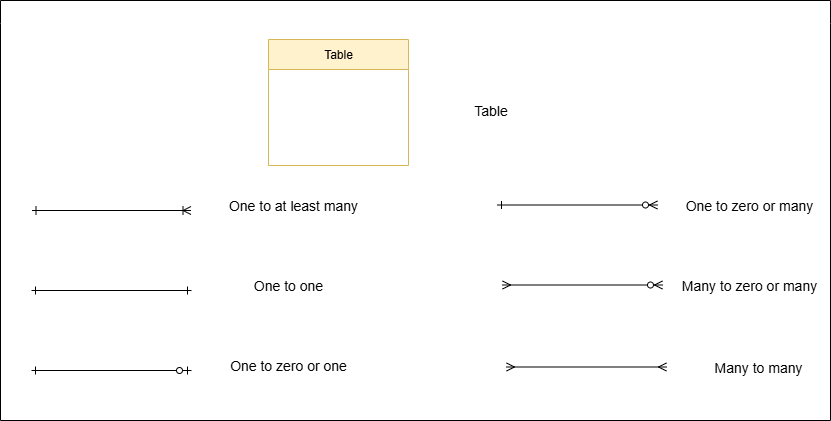 Table
Table
One to at least many
One to zero or many
One to one
Many to zero or many
One to zero or one
Many to many